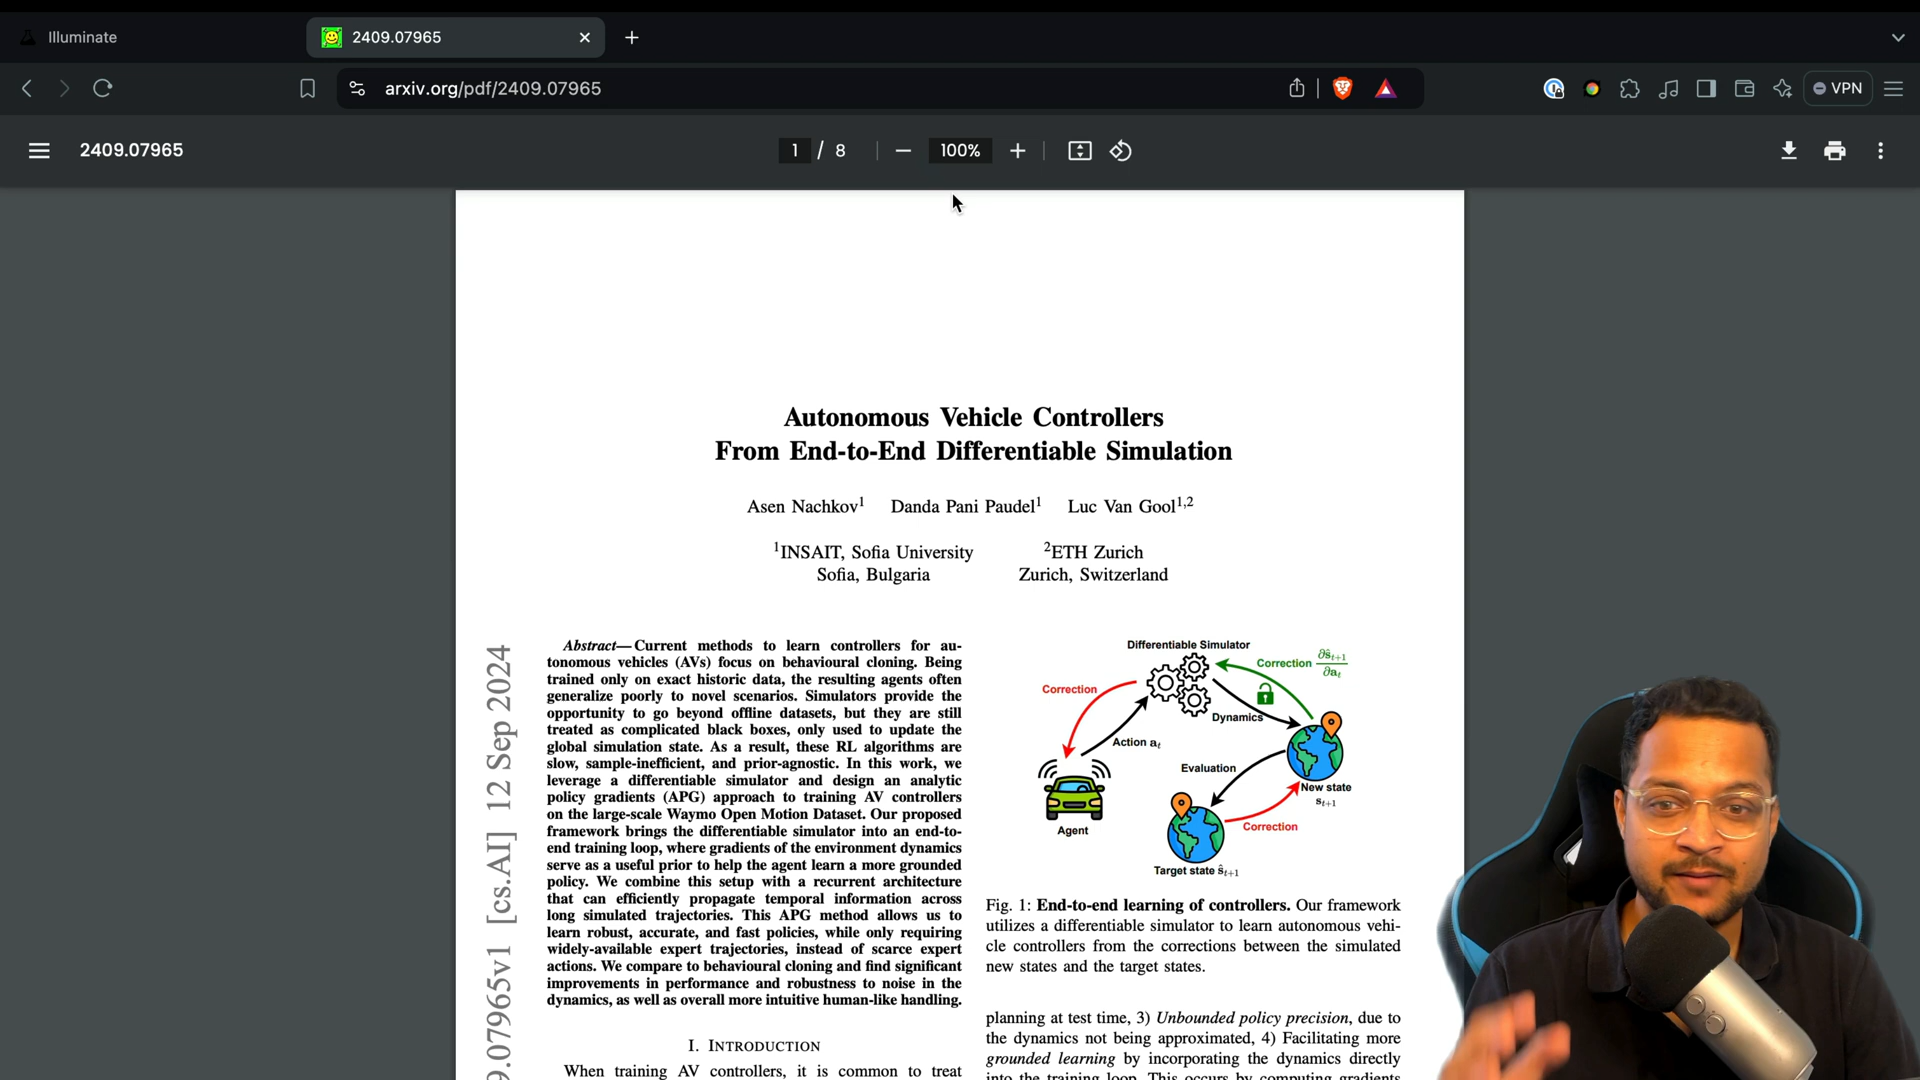 Illuminate
2409.07965
arxiv.org/pdf/2409.07965
VPN
2409.07965
1 / 8
100%
Autonomous Vehicle Controllers
From End-to-End Differentiable Simulation
Asen Nachkov¹ Danda Pani Paudel¹ Luc Van Gool¹,²
¹INSAIT, Sofia University
Sofia, Bulgaria
²ETH Zurich
Zurich, Switzerland
9.07965v1 [cs.AI] 12 Sep 2024
Abstract—Current methods to learn controllers for au-
tonomous vehicles (AVs) focus on behavioural cloning. Being
trained only on exact historic data, the resulting agents often
generalize poorly to novel scenarios. Simulators provide the
opportunity to go beyond offline datasets, but they are still
treated as complicated black boxes, only used to update the
global simulation state. As a result, these RL algorithms are
slow, sample-inefficient, and prior-agnostic. In this work, we
leverage a differentiable simulator and design an analytic
policy gradients (APG) approach to training AV controllers
on the large-scale Waymo Open Motion Dataset. Our proposed
framework brings the differentiable simulator into an end-to-
end training loop, where gradients of the environment dynamics
serve as a useful prior to help the agent learn a more grounded
policy. We combine this setup with a recurrent architecture
that can efficiently propagate temporal information across
long simulated trajectories. This APG method allows us to
learn robust, accurate, and fast policies, while only requiring
widely-available expert trajectories, instead of scarce expert
actions. We compare to behavioural cloning and find significant
improvements in performance and robustness to noise in the
dynamics, as well as overall more intuitive human-like handling.
I. INTRODUCTION
When training AV controllers, it is common to treat
Differentiable Simulator
Correction ∂ŝₜ₊₁/∂aₜ
Correction
Dynamics
Action aₜ
Evaluation
New state
sₜ₊₁
Correction
Agent
Target state ŝₜ₊₁
Fig. 1: End-to-end learning of controllers. Our framework
utilizes a differentiable simulator to learn autonomous vehi-
cle controllers from the corrections between the simulated
new states and the target states.
planning at test time, 3) Unbounded policy precision, due to
the dynamics not being approximated, 4) Facilitating more
grounded learning by incorporating the dynamics directly
into the training loop. This occurs by computing gradients